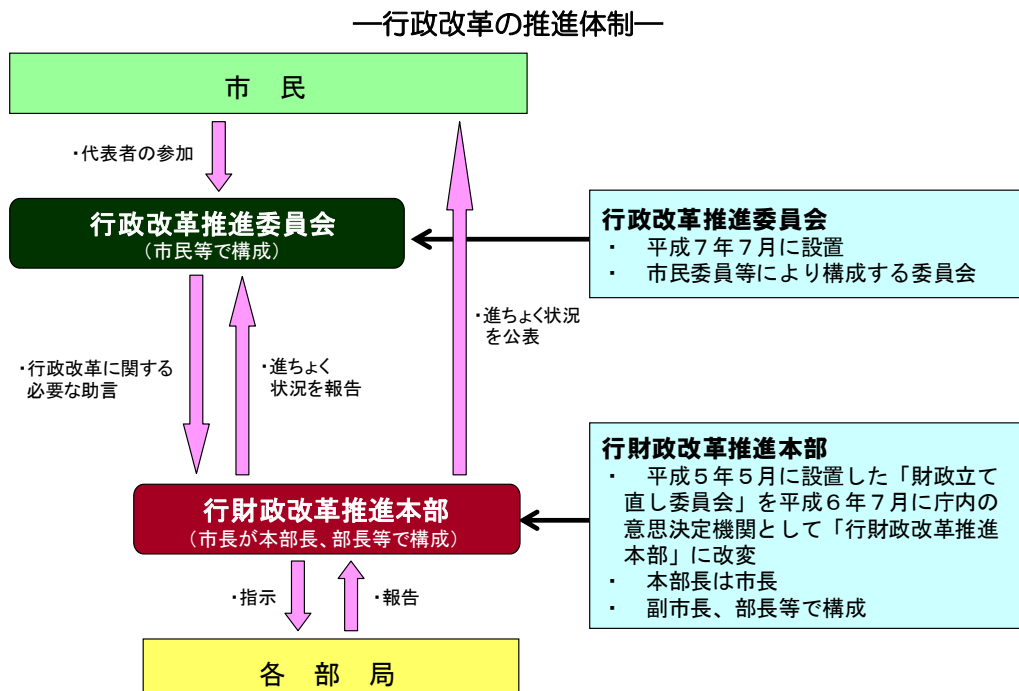 ―行政改革の推進体制―
市　民
・代表者の参加
行政改革推進委員会
（市民等で構成）
行政改革推進委員会
・　平成７年７月に設置
・　市民委員等により構成する委員会
・進ちょく状況
を公表
・行政改革に関する
必要な助言
・進ちょく
状況を報告
行財政改革推進本部
（市長が本部長、部長等で構成）
行財政改革推進本部
・　平成５年５月に設置した「財政立て
直し委員会」を平成６年７月に庁内の
意思決定機関として「行財政改革推進
本部」に改変
・　本部長は市長
・　副市長、部長等で構成
・指示
・報告
各　部　局